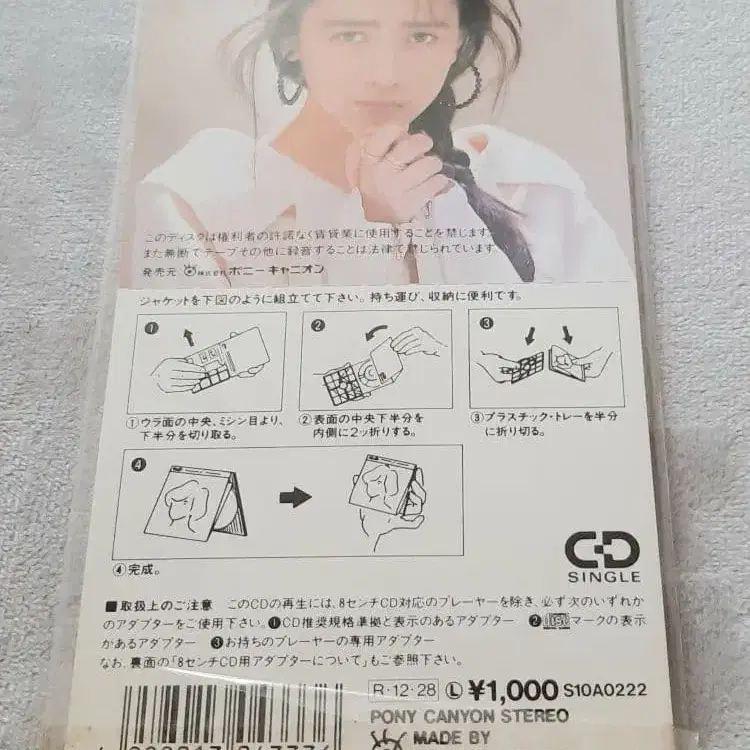 このディスクは権利者の許諾なく賃貸業に使用することを禁じます。
また無断でテープその他に録音することは法律で禁じられています。
発売元 株式会社 ポニーキャニオン
ジャケットを下図のように組立てて下さい。持ち運び、収納に便利です。
❶
❷
❸
①ウラ面の中央、ミシン目より、
下半分を切り取る。
②表面の中央下半分を
内側に2ッ折りする。
③プラスチック・トレーを半分
に折り切る。
❹
④完成。
CD
SINGLE
■取扱上のご注意 このCDの再生には、8センチCD対応のプレーヤーを除き、必ず次のいずれか
のアダプターをご使用下さい。❶CD推奨規格準拠と表示のあるアダプター ❷マークの表示
があるアダプター ❸お持ちのプレーヤーの専用アダプター
なお、裏面の「8センチCD用アダプターについて」もご参照下さい。
R・12・28 Ⓛ ¥1,000 S10A0222
PONY CANYON STEREO
MADE BY